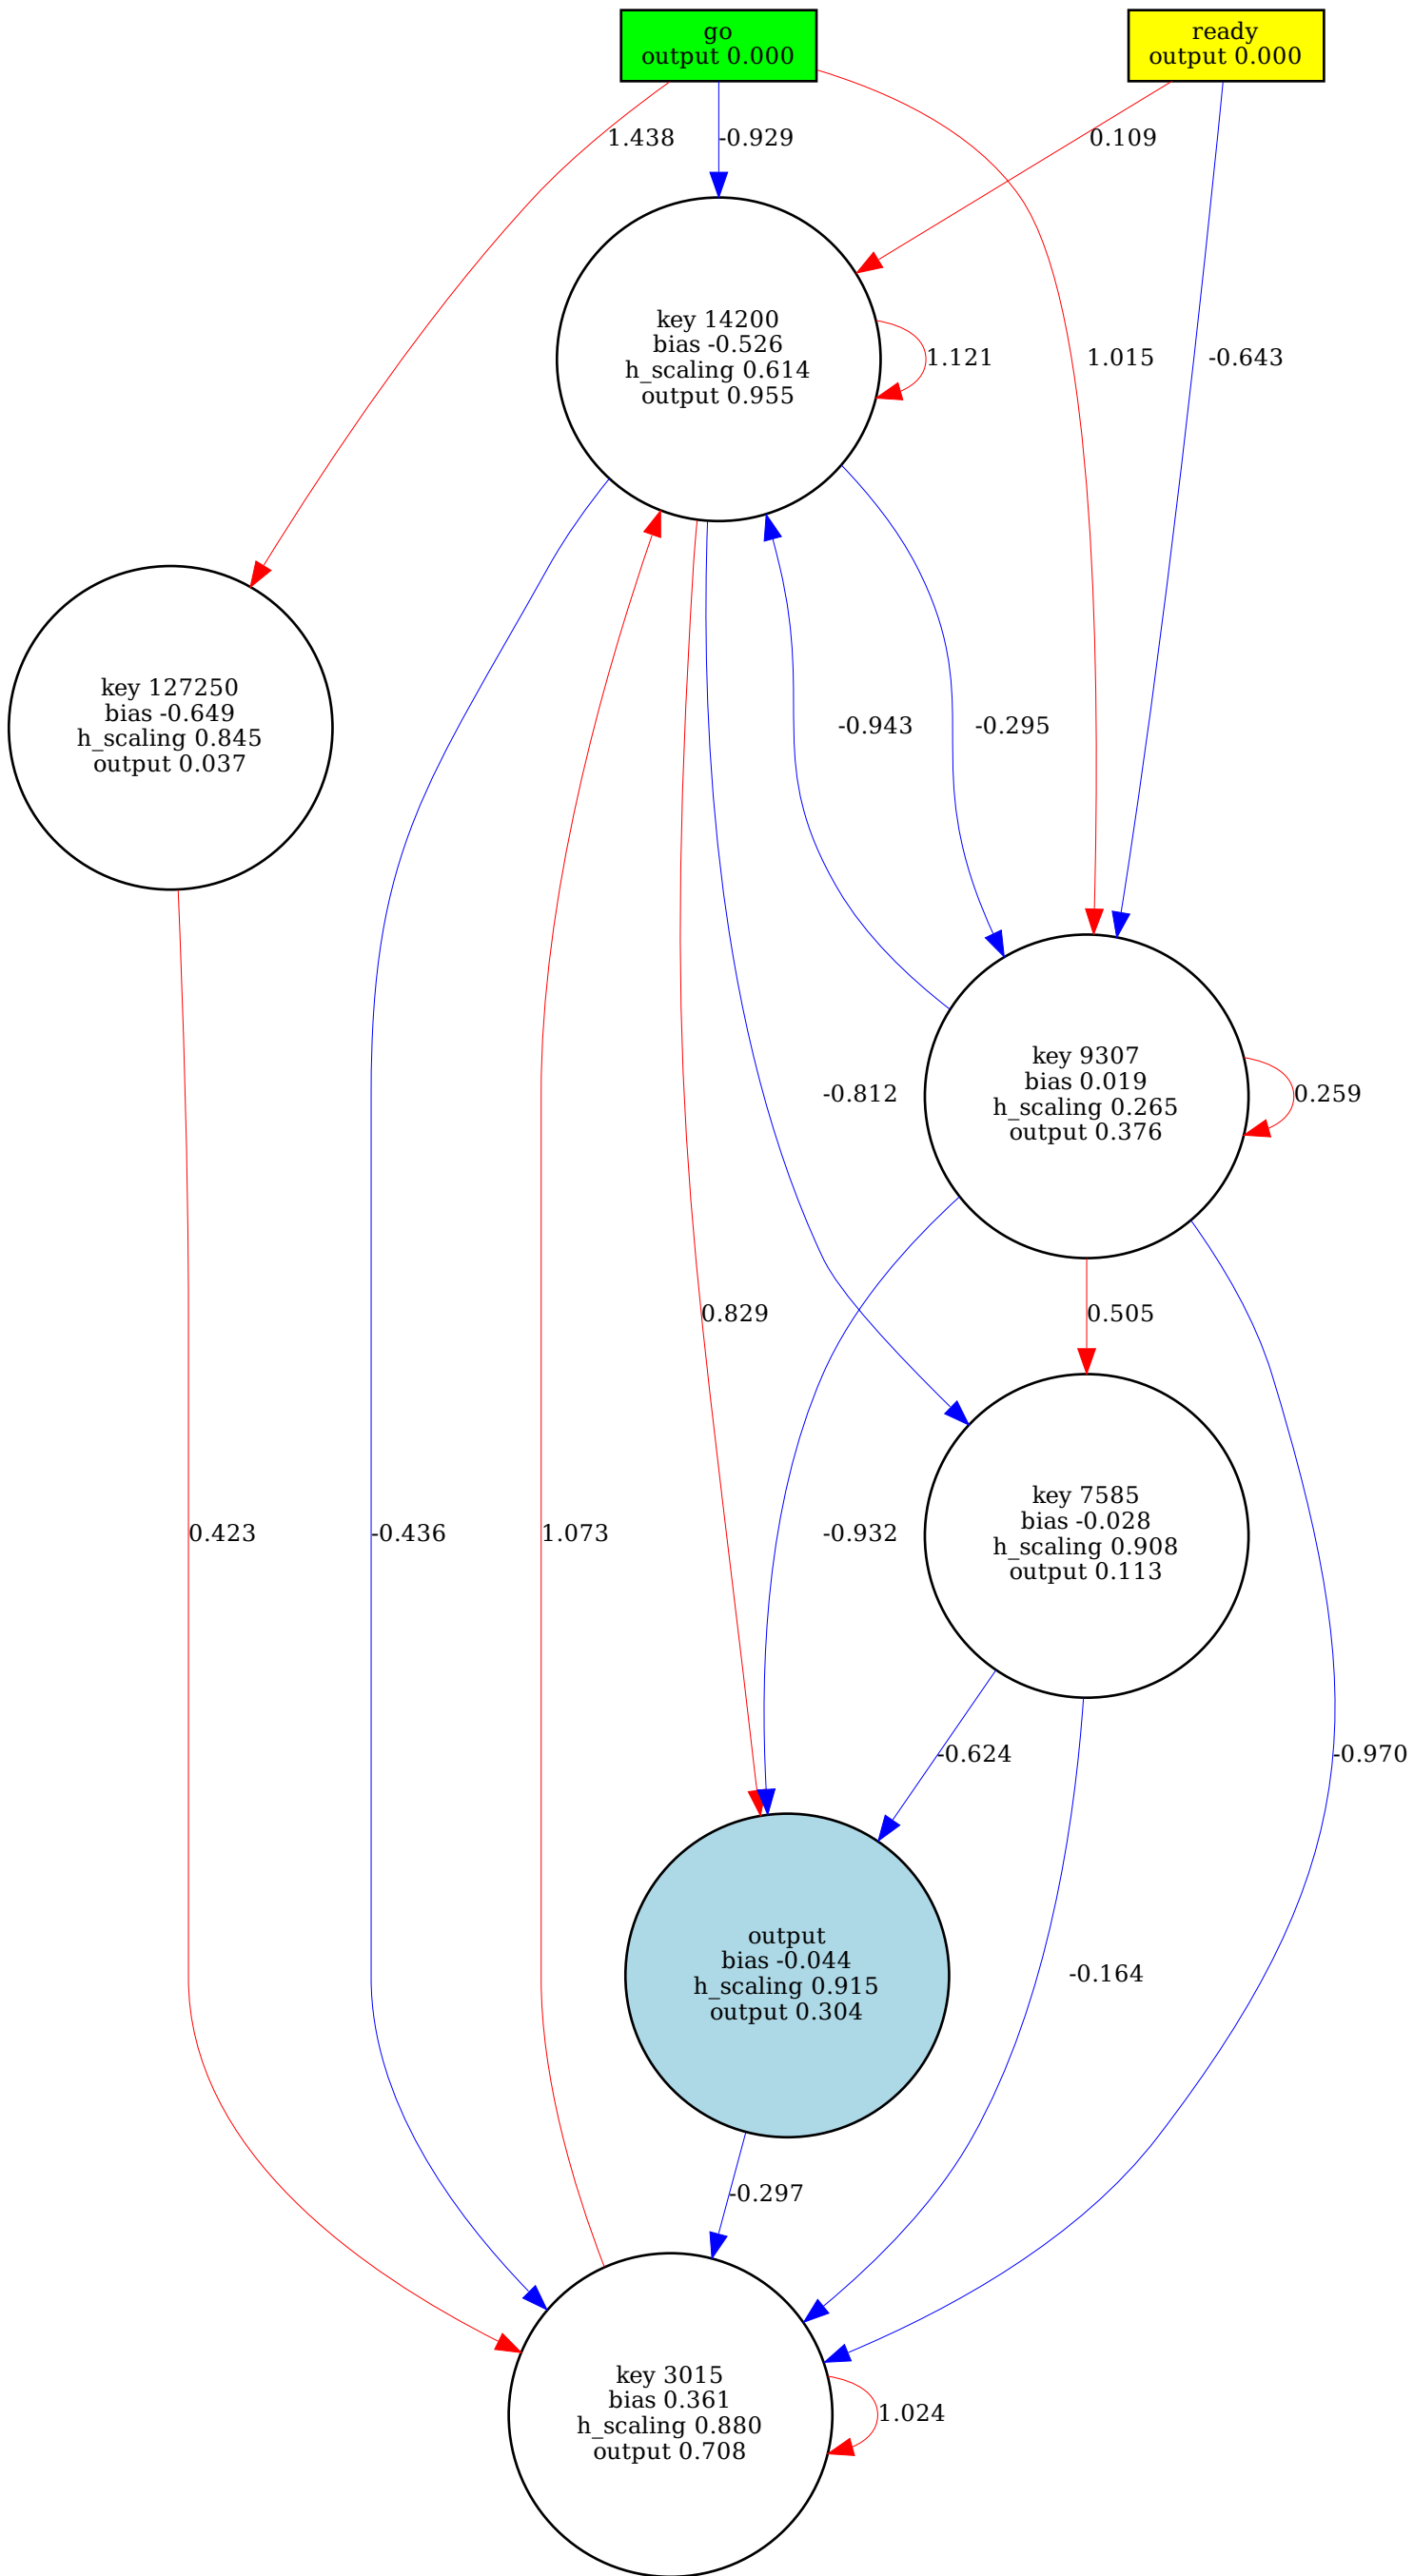 go
output 0.000
ready
output 0.000
1.438
-0.929
0.109
key 14200
bias -0.526
h_scaling 0.614
output 0.955
1.121
1.015
-0.643
key 127250
bias -0.649
h_scaling 0.845
output 0.037
-0.943
-0.295
key 9307
bias 0.019
h_scaling 0.265
output 0.376
-0.812
0.259
0.829
0.505
key 7585
bias -0.028
h_scaling 0.908
output 0.113
0.423
-0.436
1.073
-0.932
-0.624
-0.970
output
bias -0.044
h_scaling 0.915
output 0.304
-0.164
-0.297
key 3015
bias 0.361
h_scaling 0.880
output 0.708
1.024